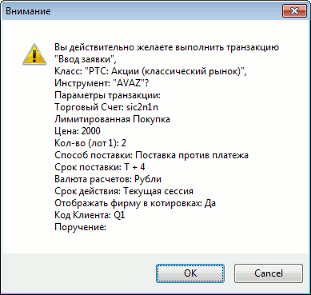 Внимание
Вы действительно желаете выполнить транзакцию
"Ввод заявки",
Класс: "РТС: Акции (классический рынок)",
Инструмент: "AVAZ"?
Параметры транзакции:
Торговый Счет: sic2n1n
Лимитированная Покупка
Цена: 2000
Кол-во (лот 1): 2
Способ поставки: Поставка против платежа
Срок поставки: T + 4
Валюта расчетов: Рубли
Срок действия: Текущая сессия
Отображать фирму в котировках: Да
Код Клиента: Q1
Поручение:
OK
Cancel